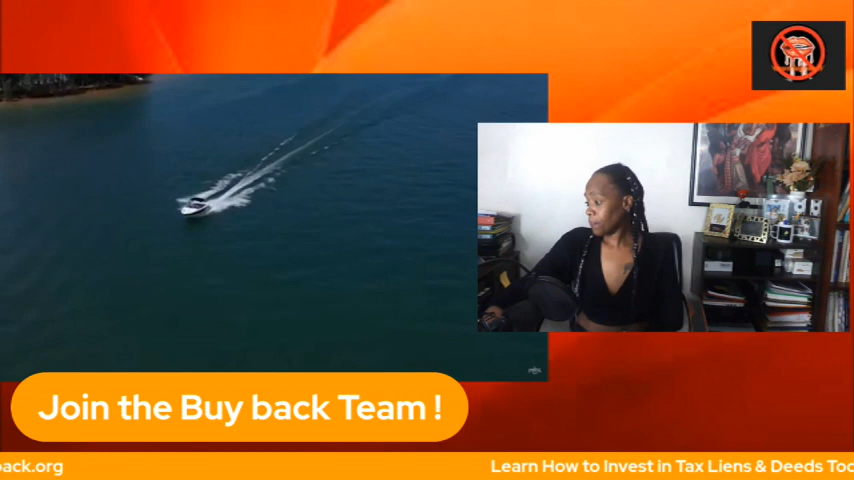 Join the Buy back Team !
back.org
Learn How to Invest in Tax Liens & Deeds Too